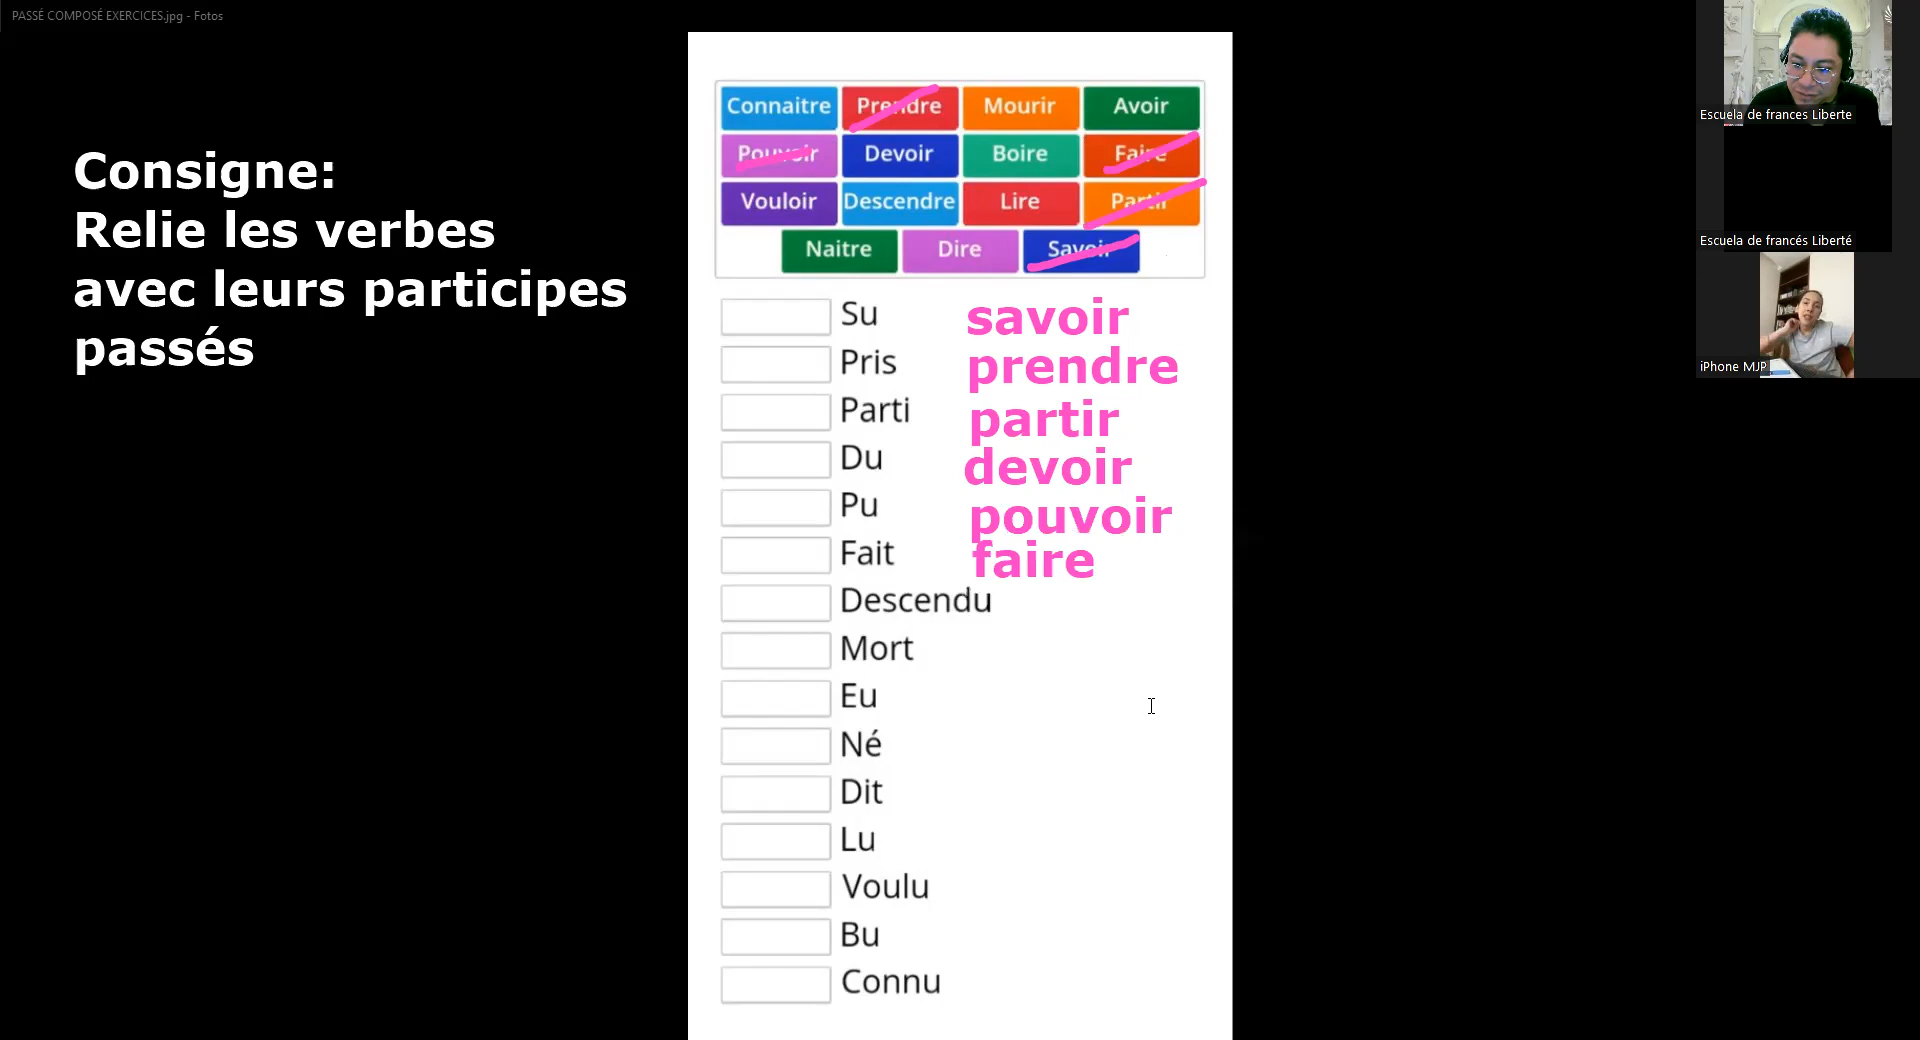 PASSÉ COMPOSÉ EXERCICES.jpg - Fotos
Consigne:
Relie les verbes
avec leurs participes
passés
Connaitre Prendre Mourir Avoir
Pouvoir Devoir Boire Faire
Vouloir Descendre Lire Partir
Naitre Dire Savoir
Su savoir
Pris prendre
Parti partir
Du devoir
Pu pouvoir
Fait faire
Descendu
Mort
Eu
Né
Dit
Lu
Voulu
Bu
Connu
Escuela de frances Liberte
Escuela de francés Liberté
iPhone MJP